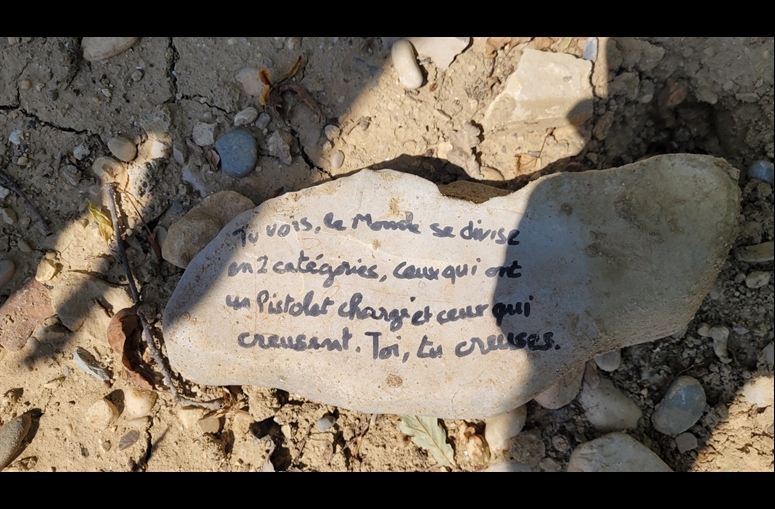 Tu vois, le Monde se divise
en 2 catégories, ceux qui ont
un Pistolet chargé et ceux qui
creusent. Toi, tu creuses.